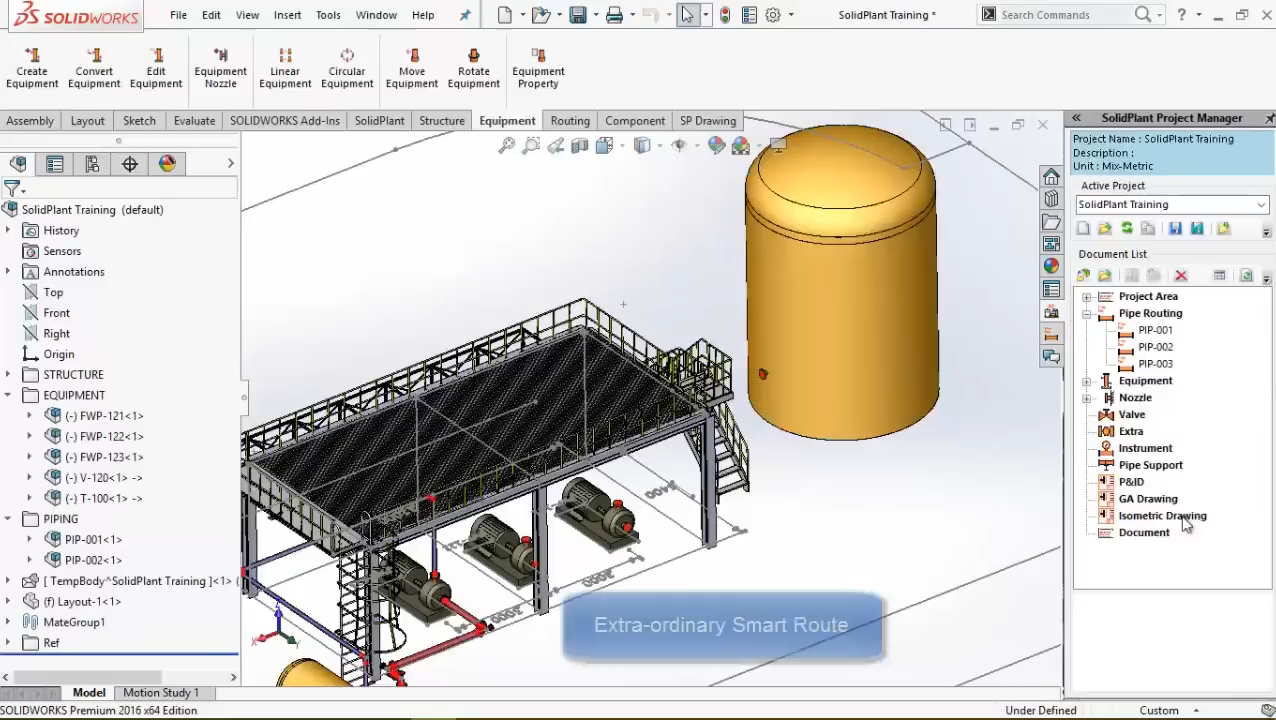 SOLIDWORKS File Edit View Insert Tools Window Help SolidPlant Training * Search Commands ?
Create Equipment
Convert Equipment
Edit Equipment
Equipment Nozzle
Linear Equipment
Circular Equipment
Move Equipment
Rotate Equipment
Equipment Property
Assembly Layout Sketch Evaluate SOLIDWORKS Add-Ins SolidPlant Structure Equipment Routing Component SP Drawing
SolidPlant Training (default)
History
Sensors
Annotations
Top
Front
Right
Origin
STRUCTURE
EQUIPMENT
(-) FWP-121<1>
(-) FWP-122<1>
(-) FWP-123<1>
(-) V-120<1> ->
(-) T-100<1> ->
PIPING
PIP-001<1>
PIP-002<1>
[ TempBody^SolidPlant Training ]<1> (
(f) Layout-1<1>
MateGroup1
Ref
2400
2050
3000
Extra-ordinary Smart Route
SolidPlant Project Manager
Project Name : SolidPlant Training
Description :
Unit : Mix-Metric
Active Project
SolidPlant Training
Document List
Project Area
Pipe Routing
PIP-001
PIP-002
PIP-003
Equipment
Nozzle
Valve
Extra
Instrument
Pipe Support
P&ID
GA Drawing
Isometric Drawing
Document
Model Motion Study 1
SOLIDWORKS Premium 2016 x64 Edition Under Defined Custom